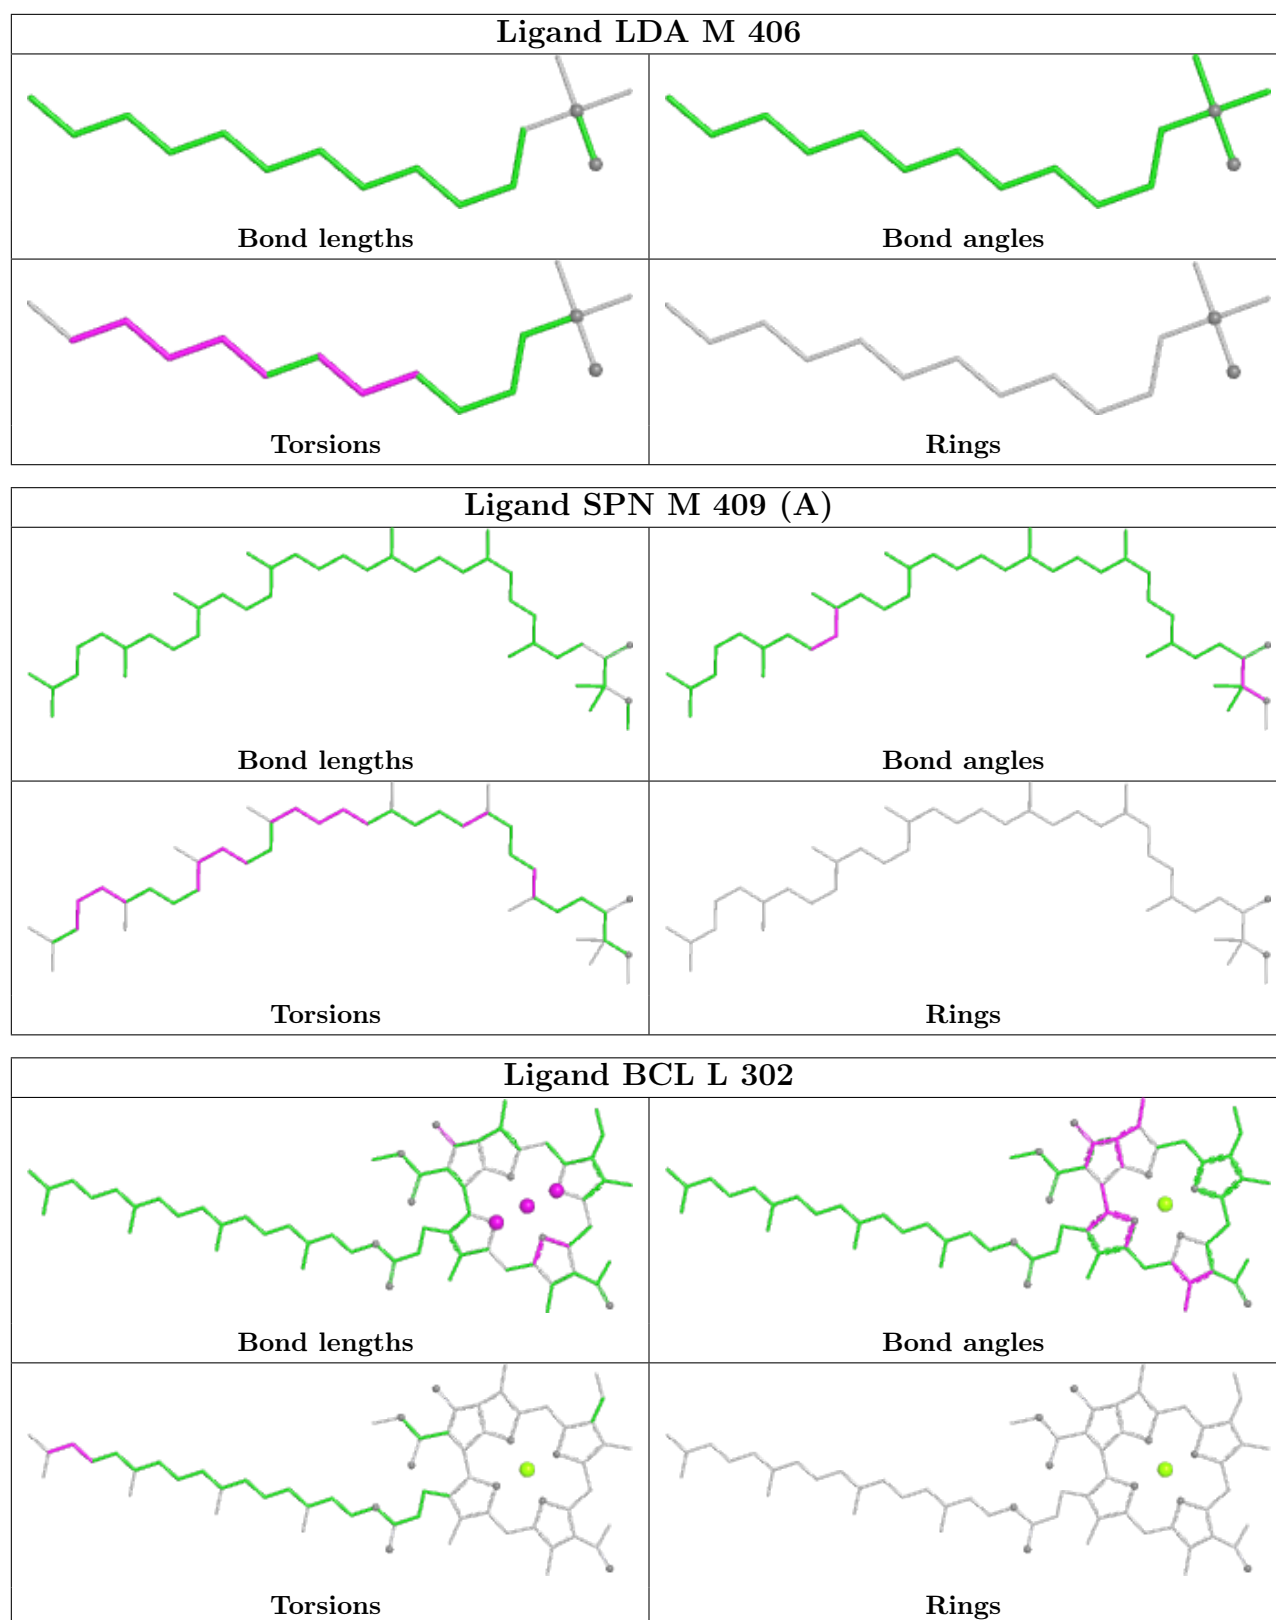 Ligand LDA M 406
Bond lengths
Bond angles
Torsions
Rings
Ligand SPN M 409 (A)
Bond lengths
Bond angles
Torsions
Rings
Ligand BCL L 302
Bond lengths
Bond angles
Torsions
Rings